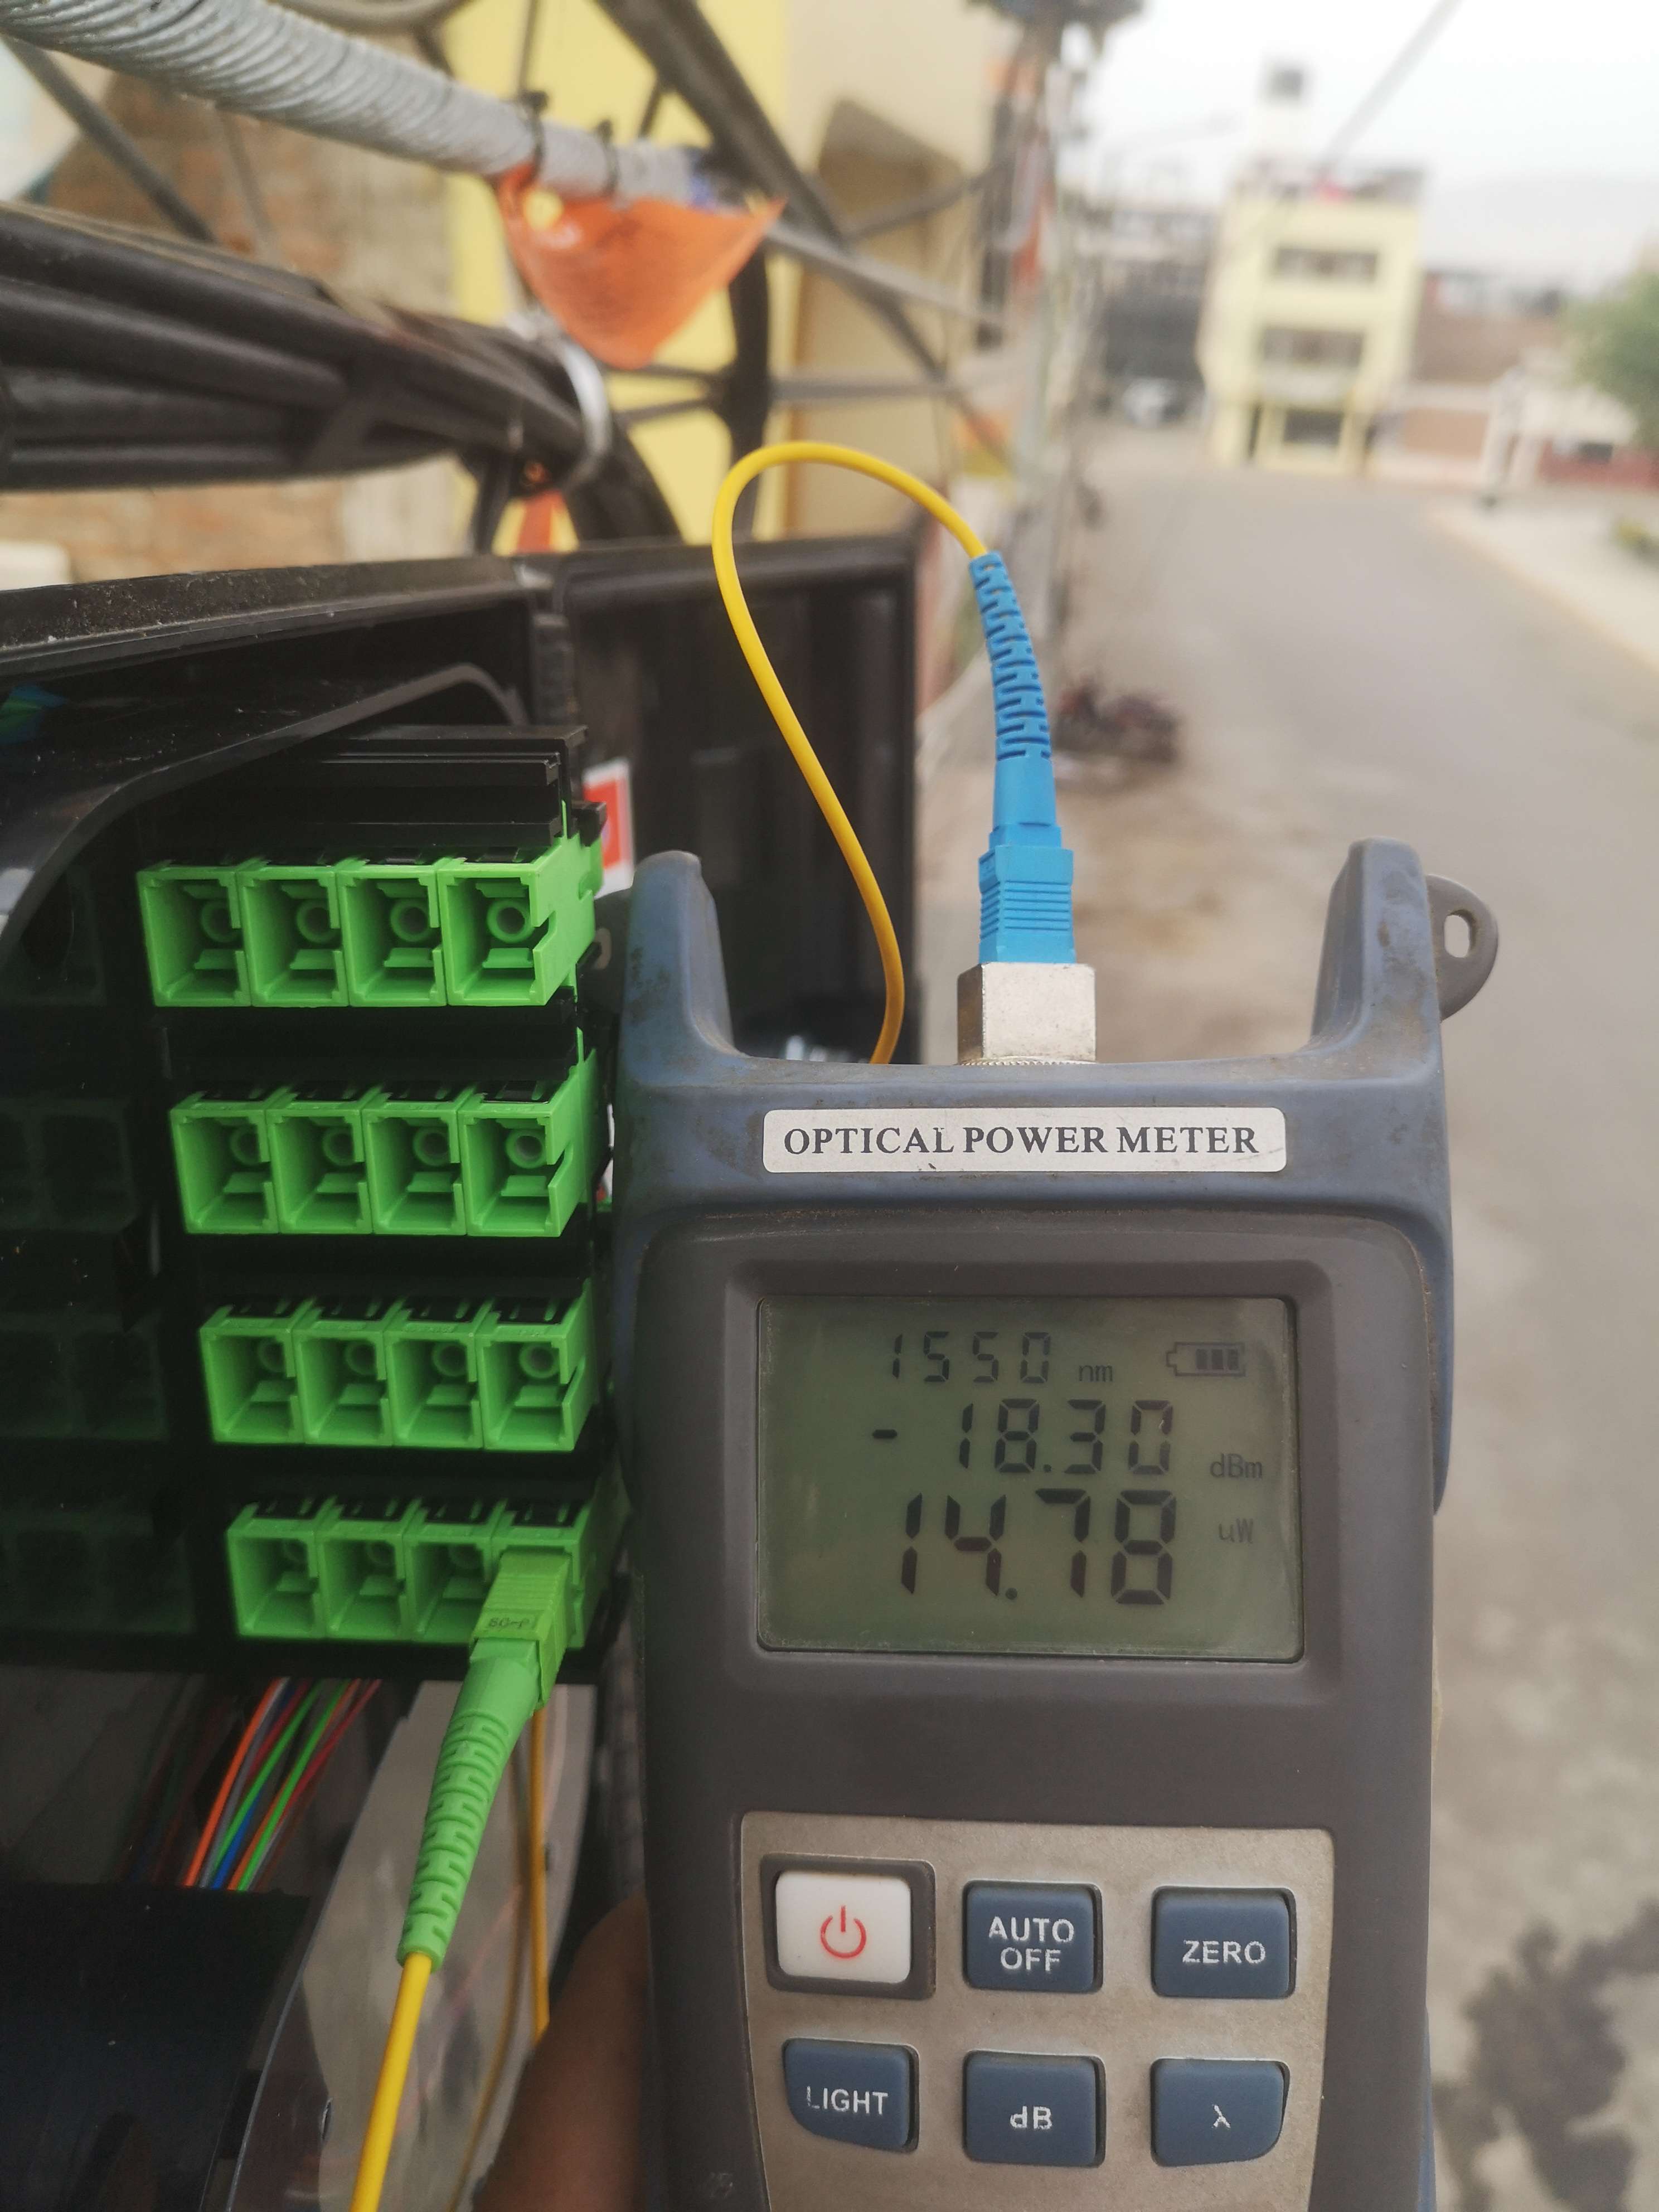 OPTICAL POWER METER
1550 nm
-18.30 dBm
14.78 uW
AUTO OFF
ZERO
LIGHT
dB
λ